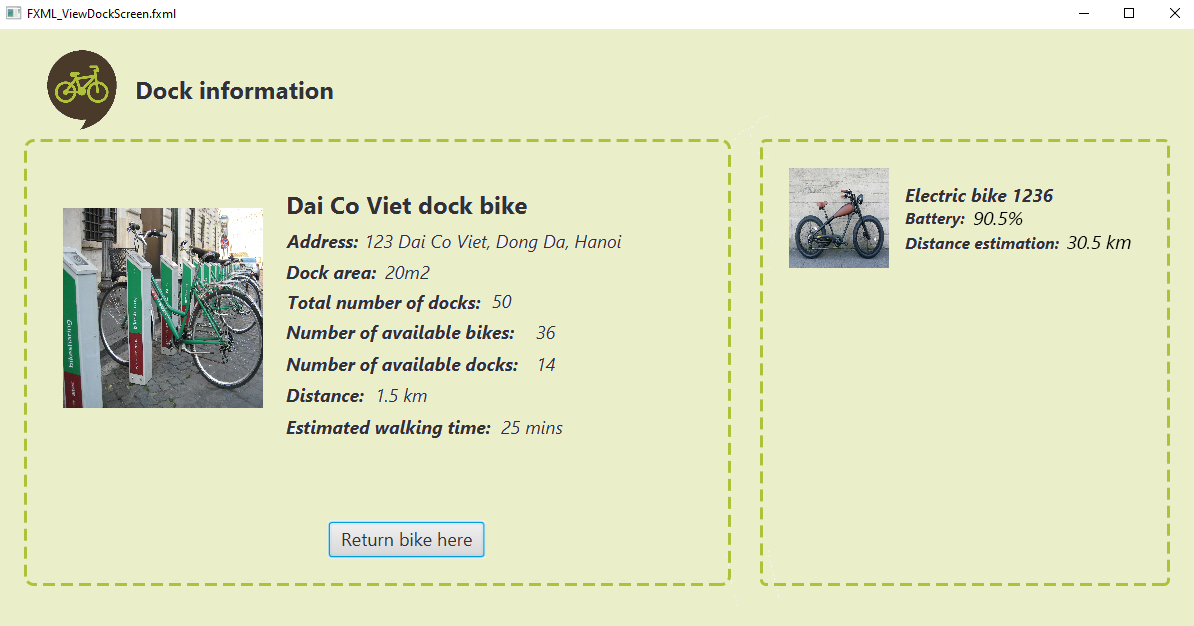 FXML_ViewDockScreen.fxml
Dock information
Dai Co Viet dock bike
Address: 123 Dai Co Viet, Dong Da, Hanoi
Dock area: 20m2
Total number of docks: 50
Number of available bikes: 36
Number of available docks: 14
Distance: 1.5 km
Estimated walking time: 25 mins
Return bike here
Electric bike 1236
Battery: 90.5%
Distance estimation: 30.5 km